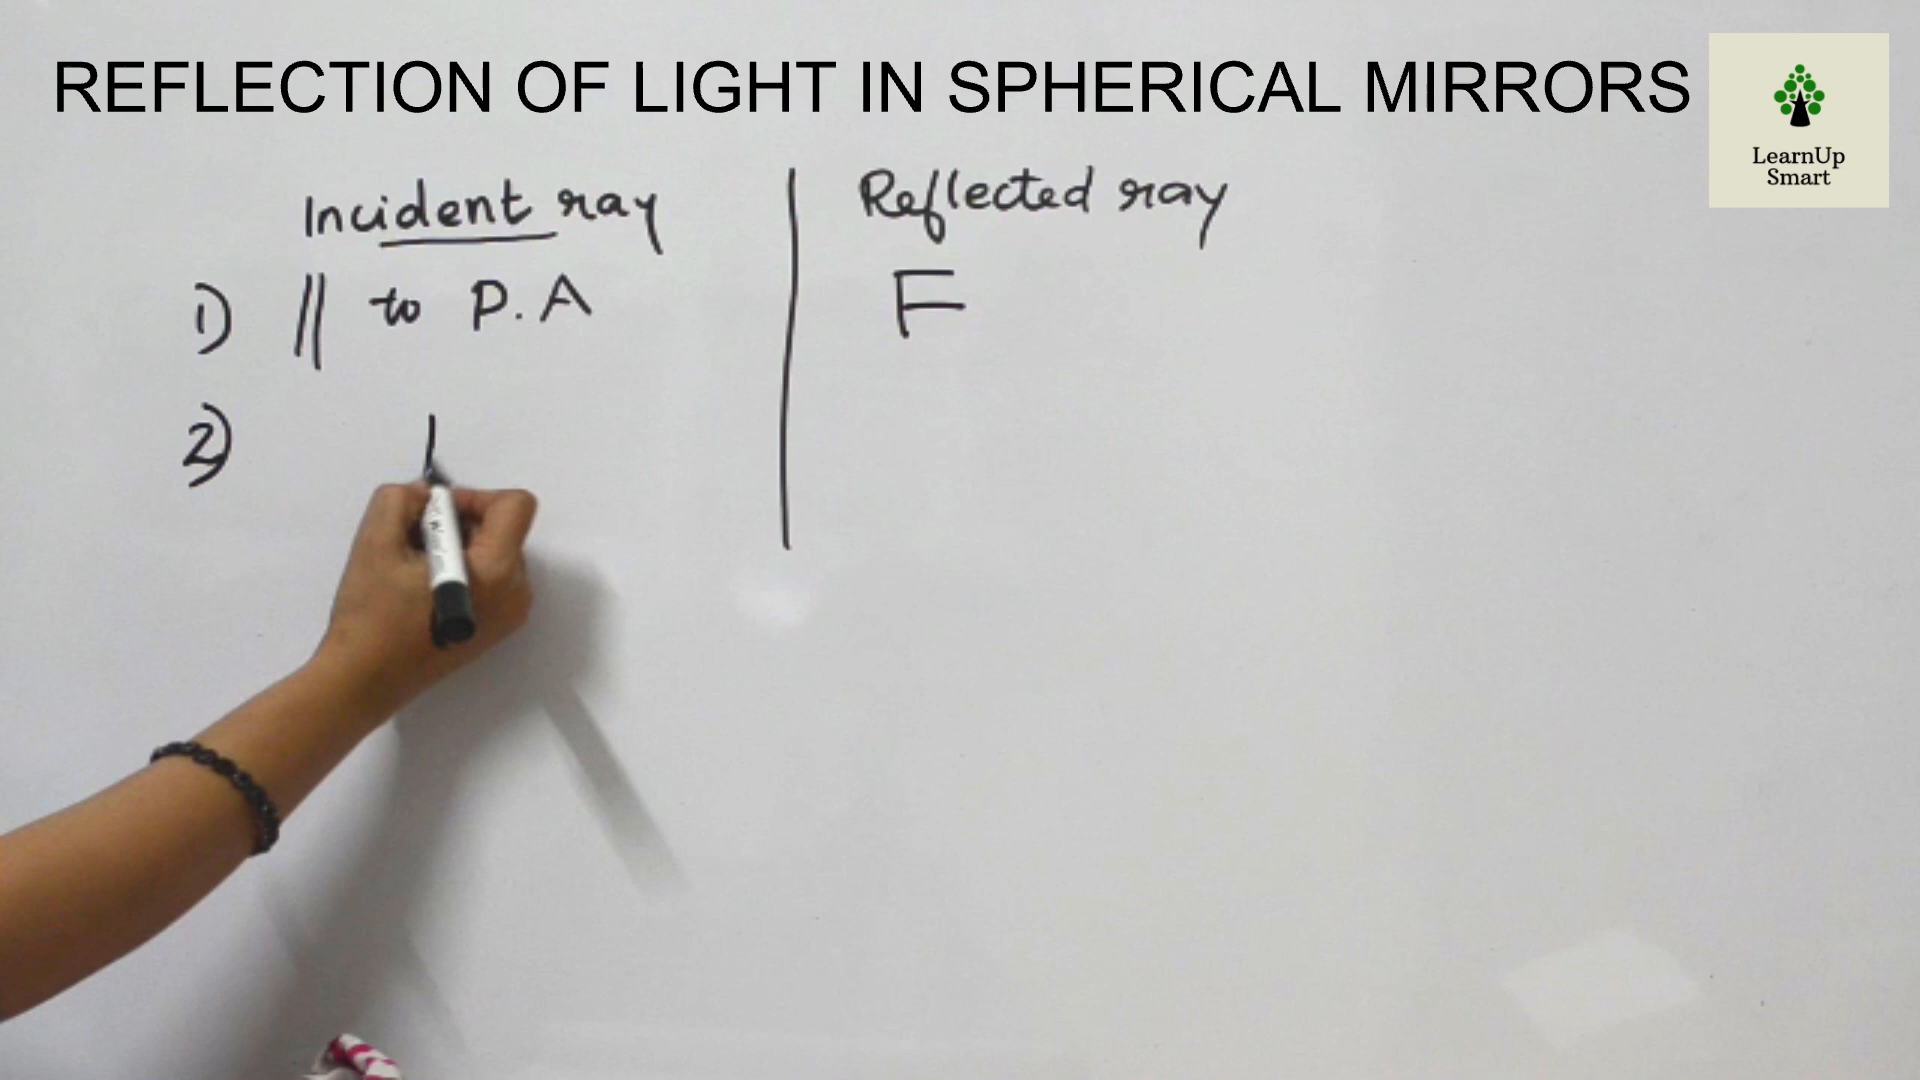 REFLECTION OF LIGHT IN SPHERICAL MIRRORS
LearnUp
Smart
Incident ray | Reflected ray
1) || to P.A F
2)